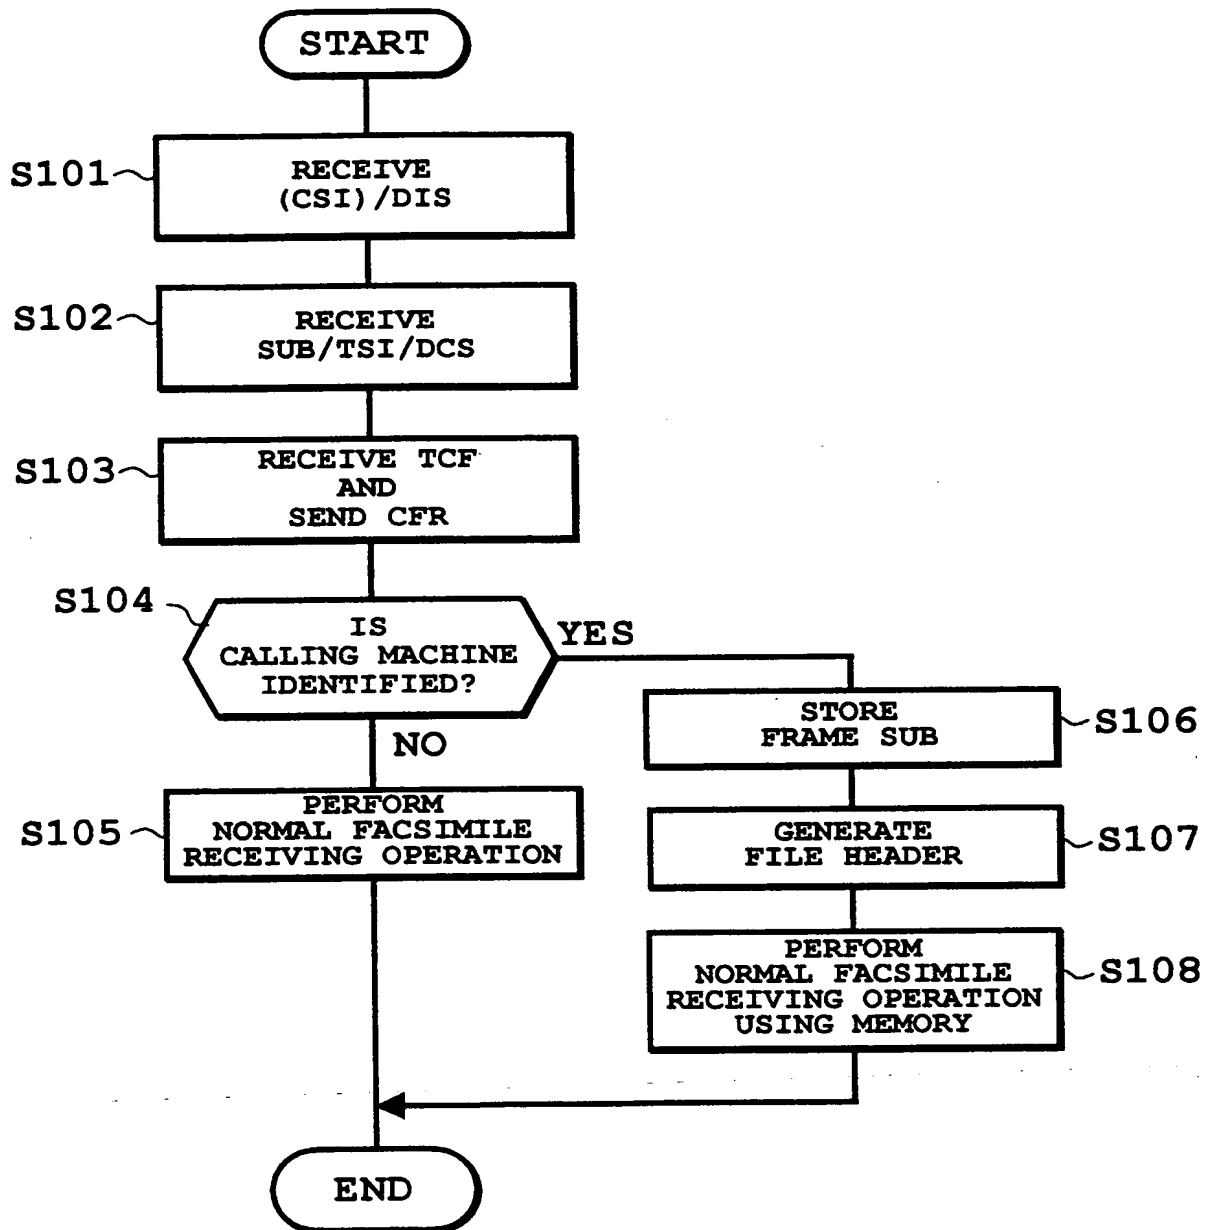 START
S101
RECEIVE
(CSI)/DIS
S102
RECEIVE
SUB/TSI/DCS
S103
RECEIVE TCF
AND
SEND CFR
S104
IS
CALLING MACHINE
IDENTIFIED?
YES
NO
S105
PERFORM
NORMAL FACSIMILE
RECEIVING OPERATION
STORE
FRAME SUB
S106
GENERATE
FILE HEADER
S107
PERFORM
NORMAL FACSIMILE
RECEIVING OPERATION
USING MEMORY
S108
END